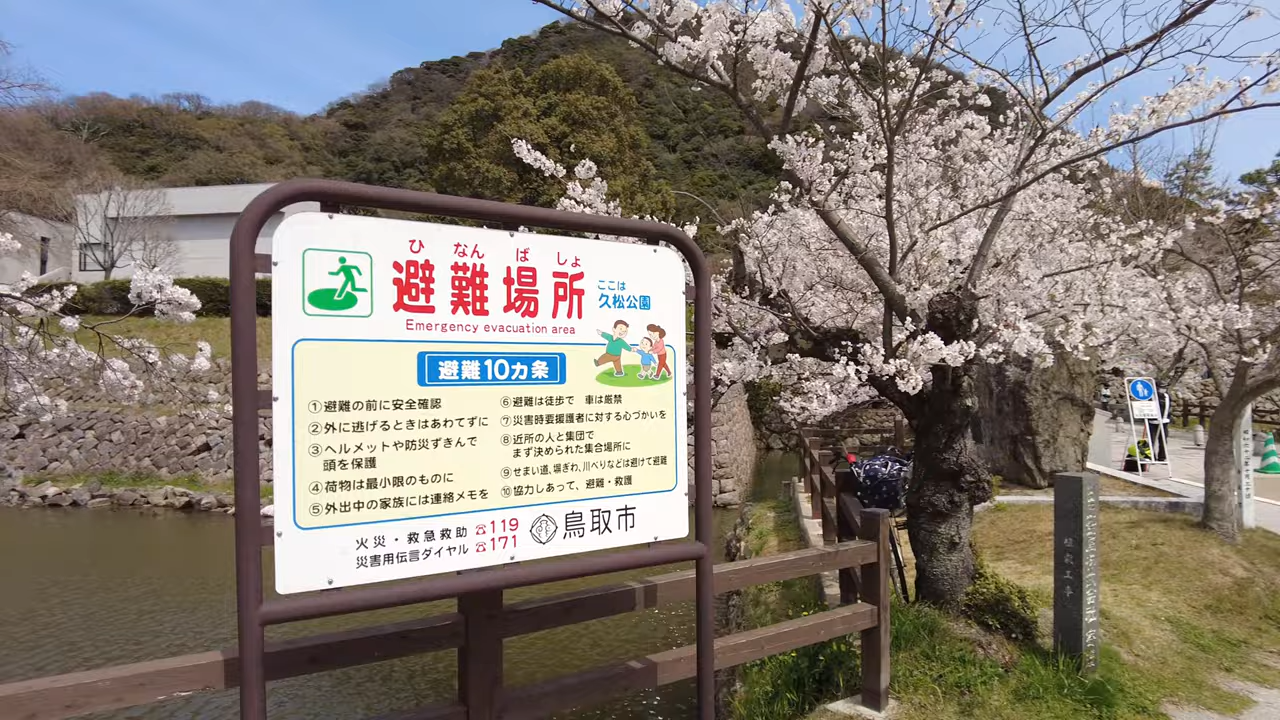 ひ なん ば しょ
避難場所
ここは
久松公園
Emergency evacuation area
避難10カ条
①避難の前に安全確認
②外に逃げるときはあわてずに
③ヘルメットや防災ずきんで
頭を保護
④荷物は最小限のものに
⑤外出中の家族には連絡メモを
⑥避難は徒歩で 車は厳禁
⑦災害時要援護者に対する心づかいを
⑧近所の人と集団で
まず決められた集合場所に
⑨せまい道、塀ぎわ、川べりなどは避けて避難
⑩協力しあって、避難・救護
火災・救急救助 ☎119
災害用伝言ダイヤル ☎171
鳥取市